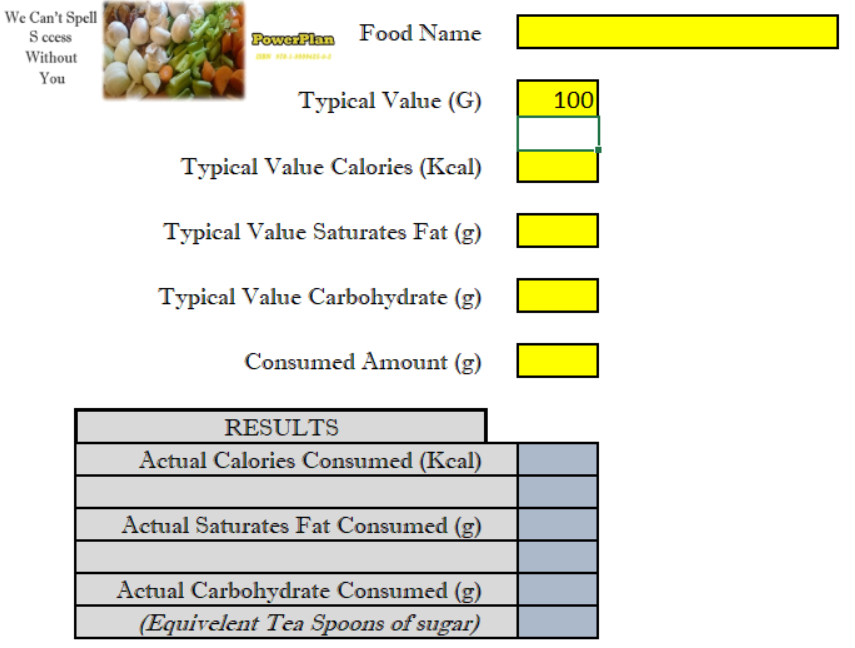 We Can't Spell
S ccess
Without
You
PowerPlan
Food Name
Typical Value (G)
100
Typical Value Calories (Kcal)
Typical Value Saturates Fat (g)
Typical Value Carbohydrate (g)
Consumed Amount (g)
RESULTS
Actual Calories Consumed (Kcal)
Actual Saturates Fat Consumed (g)
Actual Carbohydrate Consumed (g)
(Equivelent Tea Spoons of sugar)